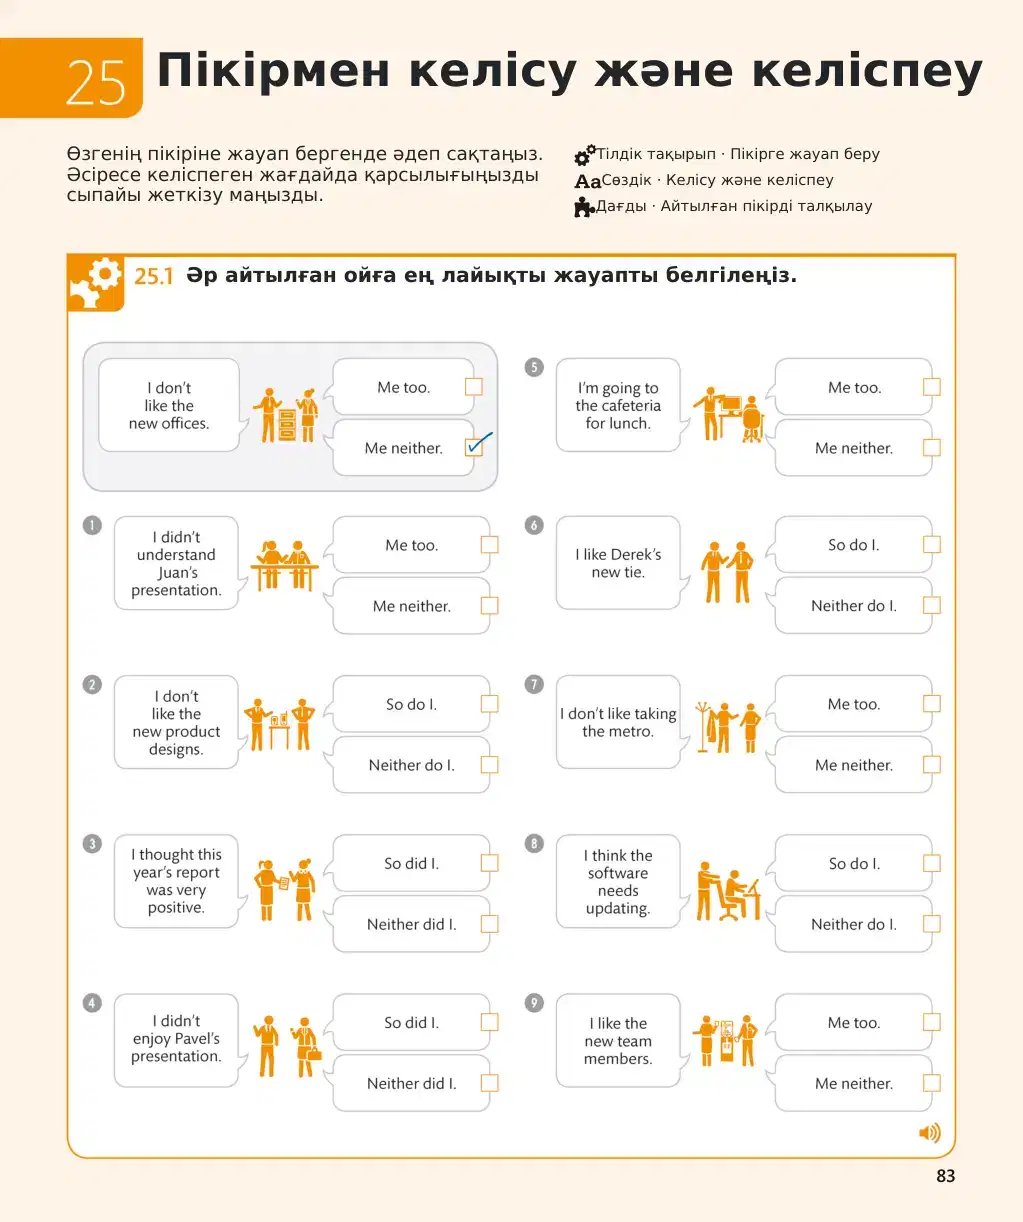 25
Пікірмен келісу және келіспеу
Өзгенің пікіріне жауап бергенде әдеп сақтаңыз.
Әсіресе келіспеген жағдайда қарсылығыңызды
сыпайы жеткізу маңызды.
Тілдік тақырып · Пікірге жауап беру
Aa Сөздік · Келісу және келіспеу
Дағды · Айтылған пікірді талқылау
25.1 Әр айтылған ойға ең лайықты жауапты белгілеңіз.
I don't
like the
new offices.
Me too.
Me neither.
1
I didn't
understand
Juan's
presentation.
Me too.
Me neither.
2
I don't
like the
new product
designs.
So do I.
Neither do I.
3
I thought this
year's report
was very
positive.
So did I.
Neither did I.
4
I didn't
enjoy Pavel's
presentation.
So did I.
Neither did I.
5
I'm going to
the cafeteria
for lunch.
Me too.
Me neither.
6
I like Derek's
new tie.
So do I.
Neither do I.
7
I don't like taking
the metro.
Me too.
Me neither.
8
I think the
software
needs
updating.
So do I.
Neither do I.
9
I like the
new team
members.
Me too.
Me neither.
83